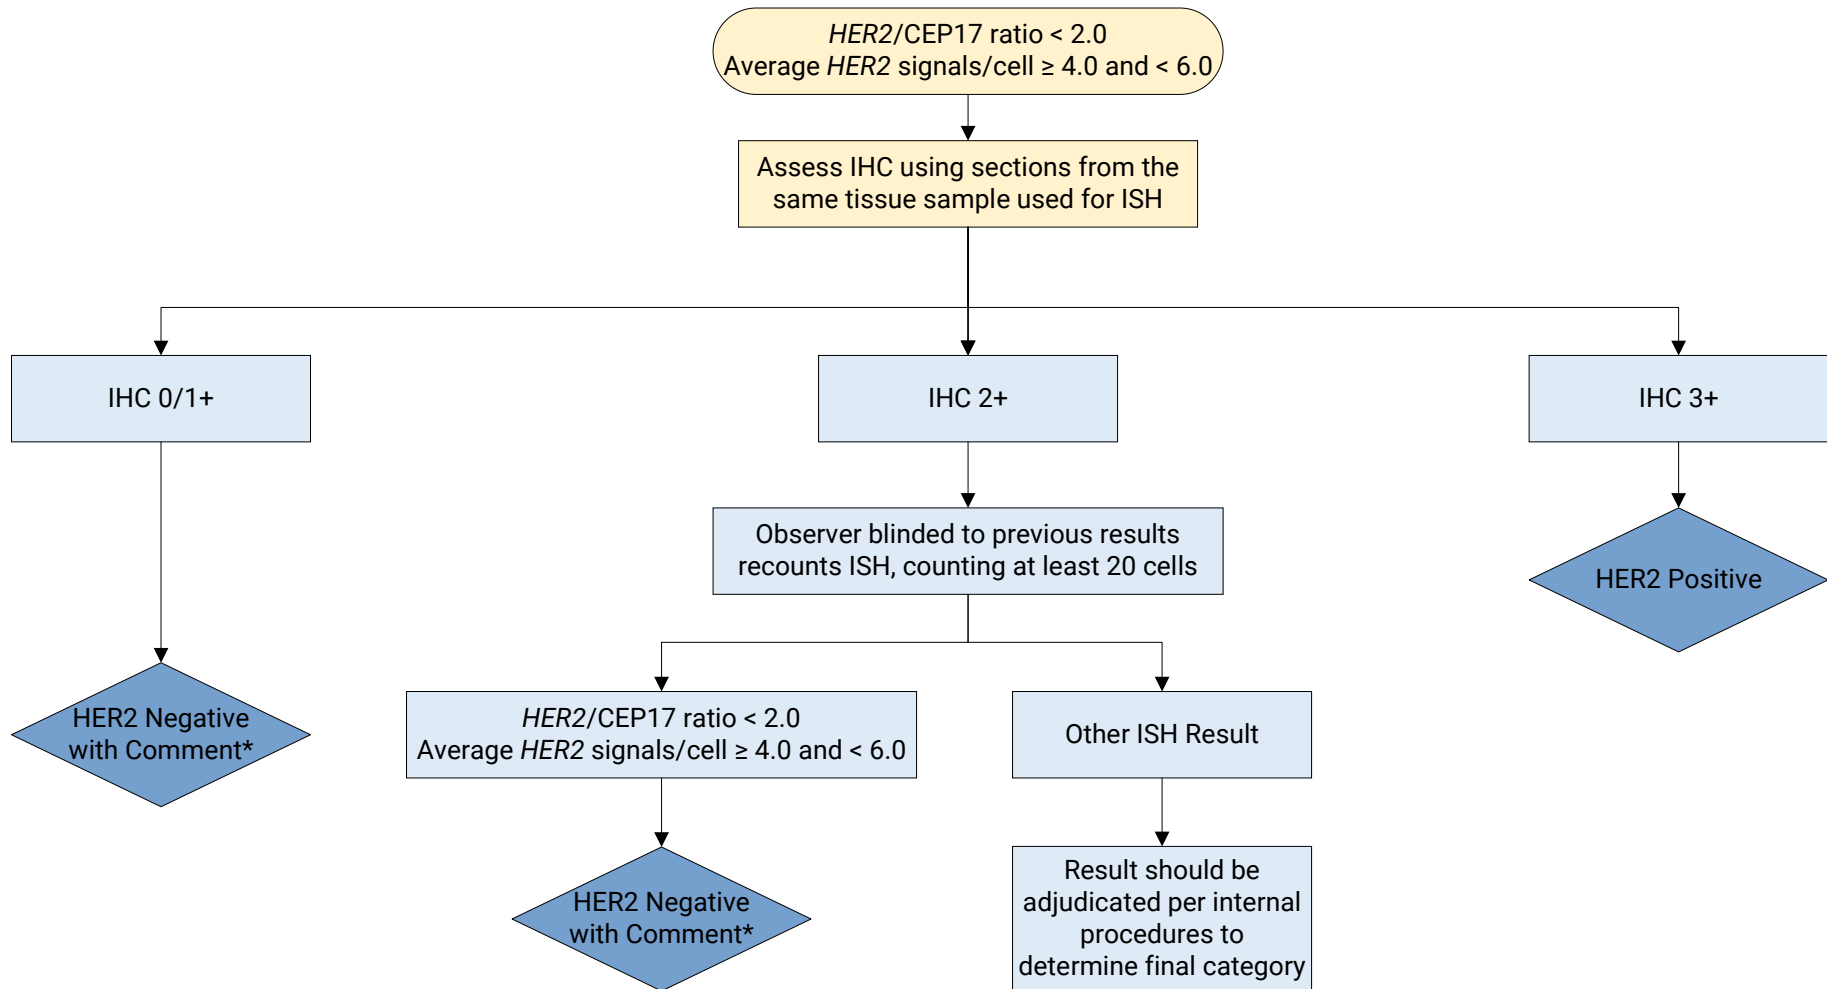 HER2/CEP17 ratio < 2.0
Average HER2 signals/cell ≥ 4.0 and < 6.0
Assess IHC using sections from the
same tissue sample used for ISH
IHC 0/1+
IHC 2+
IHC 3+
Observer blinded to previous results
recounts ISH, counting at least 20 cells
HER2 Positive
HER2 Negative
with Comment*
HER2/CEP17 ratio < 2.0
Average HER2 signals/cell ≥ 4.0 and < 6.0
Other ISH Result
HER2 Negative
with Comment*
Result should be
adjudicated per internal
procedures to
determine final category